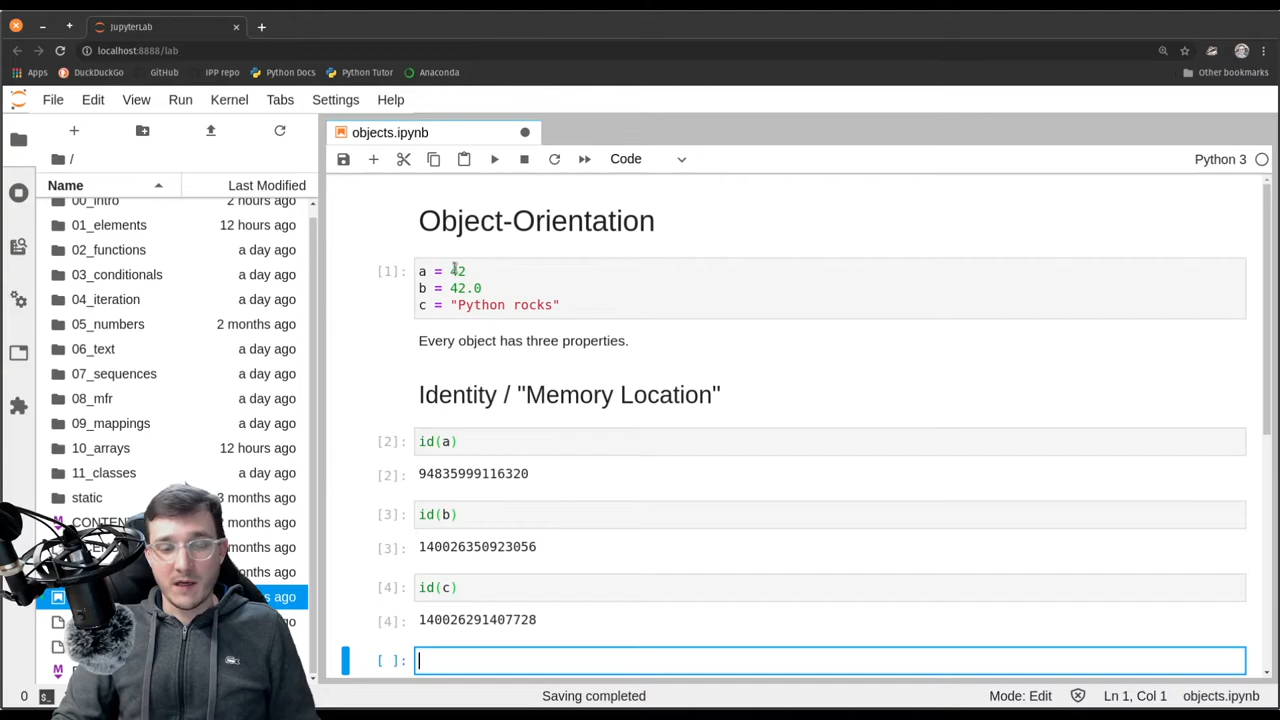 JupyterLab
localhost:8888/lab
Apps DuckDuckGo GitHub IPP repo Python Docs Python Tutor Anaconda Other bookmarks
File Edit View Run Kernel Tabs Settings Help
objects.ipynb
/
Code
Python 3
Name Last Modified
00_intro 2 hours ago
01_elements 12 hours ago
02_functions a day ago
03_conditionals a day ago
04_iteration a day ago
05_numbers 2 months ago
06_text a day ago
07_sequences a day ago
08_mfr a day ago
09_mappings a day ago
10_arrays 12 hours ago
11_classes a day ago
static 3 months ago
months ago
months ago
months ago
ago
Object-Orientation
[1]: a = 42
b = 42.0
c = "Python rocks"
Every object has three properties.
Identity / "Memory Location"
[2]: id(a)
[2]: 94835999116320
[3]: id(b)
[3]: 140026350923056
[4]: id(c)
[4]: 140026291407728
[ ]:
0 $_ Saving completed Mode: Edit Ln 1, Col 1 objects.ipynb